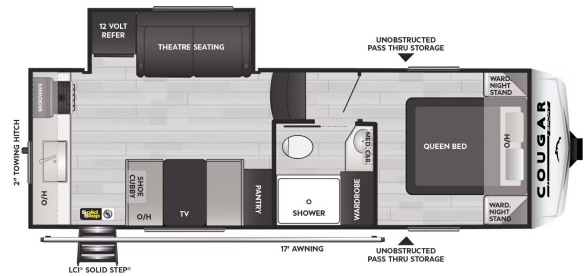 12 VOLT
REFER
THEATRE SEATING
UNOBSTRUCTED
PASS THRU STORAGE
MICROWAVE
WARD.
NIGHT
STAND
2" TOWING HITCH
MED. CAB.
QUEEN BED
H/O
COUGAR
O/H
SHOE
CUBBY
O/H
TV
PANTRY
SHOWER
WARDROBE
WARD.
NIGHT
STAND
Solid
Step
17' AWNING
LCI® SOLID STEP®
UNOBSTRUCTED
PASS THRU STORAGE